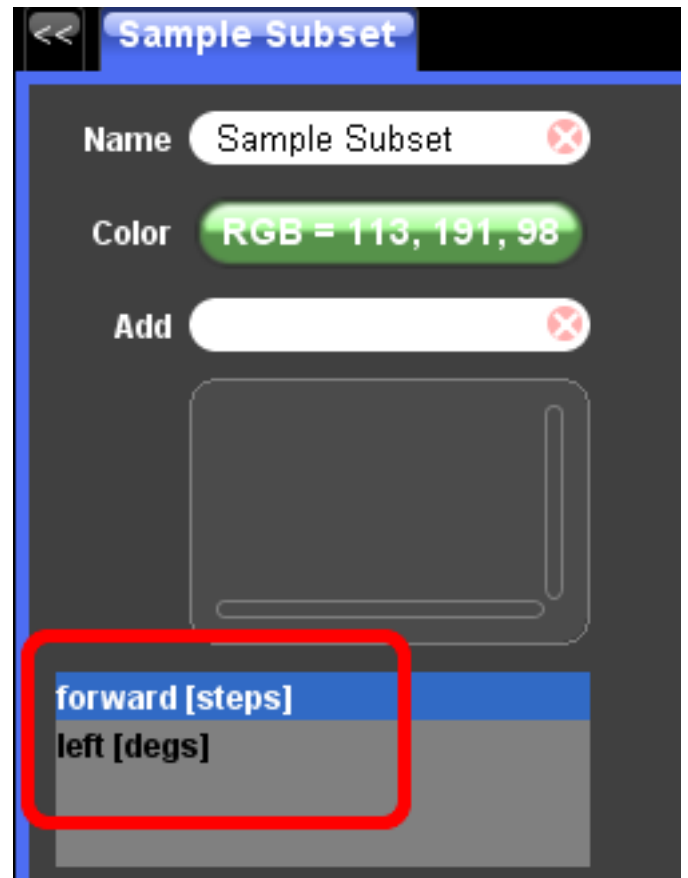 << Sample Subset
Name Sample Subset
Color RGB = 113, 191, 98
Add
forward [steps]
left [degs]